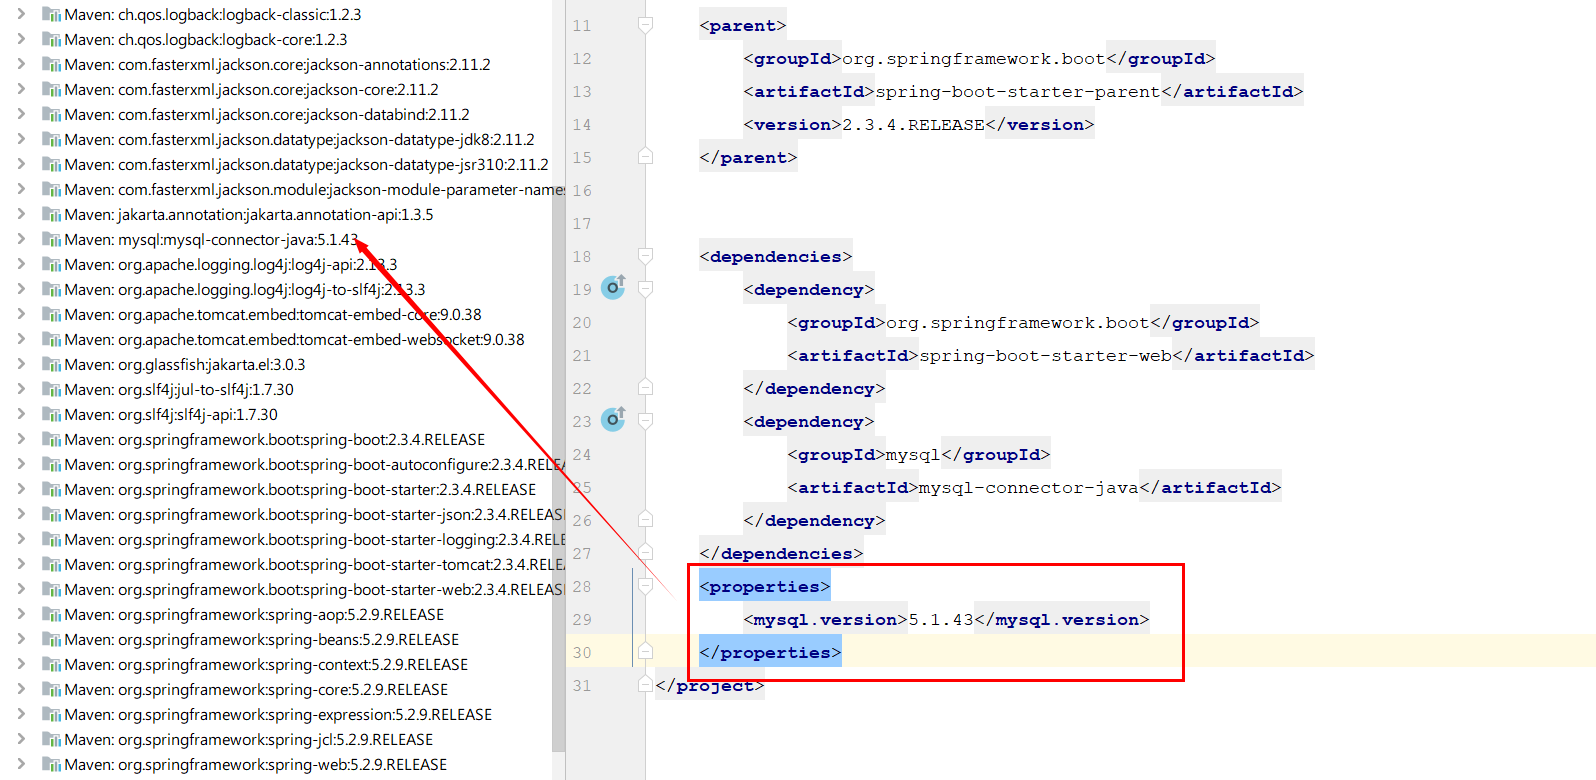 Maven: ch.qos.logback:logback-classic:1.2.3
Maven: ch.qos.logback:logback-core:1.2.3
Maven: com.fasterxml.jackson.core:jackson-annotations:2.11.2
Maven: com.fasterxml.jackson.core:jackson-core:2.11.2
Maven: com.fasterxml.jackson.core:jackson-databind:2.11.2
Maven: com.fasterxml.jackson.datatype:jackson-datatype-jdk8:2.11.2
Maven: com.fasterxml.jackson.datatype:jackson-datatype-jsr310:2.11.2
Maven: com.fasterxml.jackson.module:jackson-module-parameter-names
Maven: jakarta.annotation:jakarta.annotation-api:1.3.5
Maven: mysql:mysql-connector-java:5.1.43
Maven: org.apache.logging.log4j:log4j-api:2.13.3
Maven: org.apache.logging.log4j:log4j-to-slf4j:2.13.3
Maven: org.apache.tomcat.embed:tomcat-embed-core:9.0.38
Maven: org.apache.tomcat.embed:tomcat-embed-websocket:9.0.38
Maven: org.glassfish:jakarta.el:3.0.3
Maven: org.slf4j:jul-to-slf4j:1.7.30
Maven: org.slf4j:slf4j-api:1.7.30
Maven: org.springframework.boot:spring-boot:2.3.4.RELEASE
Maven: org.springframework.boot:spring-boot-autoconfigure:2.3.4.RELEA
Maven: org.springframework.boot:spring-boot-starter:2.3.4.RELEASE
Maven: org.springframework.boot:spring-boot-starter-json:2.3.4.RELEASE
Maven: org.springframework.boot:spring-boot-starter-logging:2.3.4.RELE
Maven: org.springframework.boot:spring-boot-starter-tomcat:2.3.4.RELEA
Maven: org.springframework.boot:spring-boot-starter-web:2.3.4.RELEASE
Maven: org.springframework:spring-aop:5.2.9.RELEASE
Maven: org.springframework:spring-beans:5.2.9.RELEASE
Maven: org.springframework:spring-context:5.2.9.RELEASE
Maven: org.springframework:spring-core:5.2.9.RELEASE
Maven: org.springframework:spring-expression:5.2.9.RELEASE
Maven: org.springframework:spring-jcl:5.2.9.RELEASE
Maven: org.springframework:spring-web:5.2.9.RELEASE
11 <parent>
12 <groupId>org.springframework.boot</groupId>
13 <artifactId>spring-boot-starter-parent</artifactId>
14 <version>2.3.4.RELEASE</version>
15 </parent>
16
17
18 <dependencies>
19 <dependency>
20 <groupId>org.springframework.boot</groupId>
21 <artifactId>spring-boot-starter-web</artifactId>
22 </dependency>
23 <dependency>
24 <groupId>mysql</groupId>
25 <artifactId>mysql-connector-java</artifactId>
26 </dependency>
27 </dependencies>
28 <properties>
29 <mysql.version>5.1.43</mysql.version>
30 </properties>
31 </project>